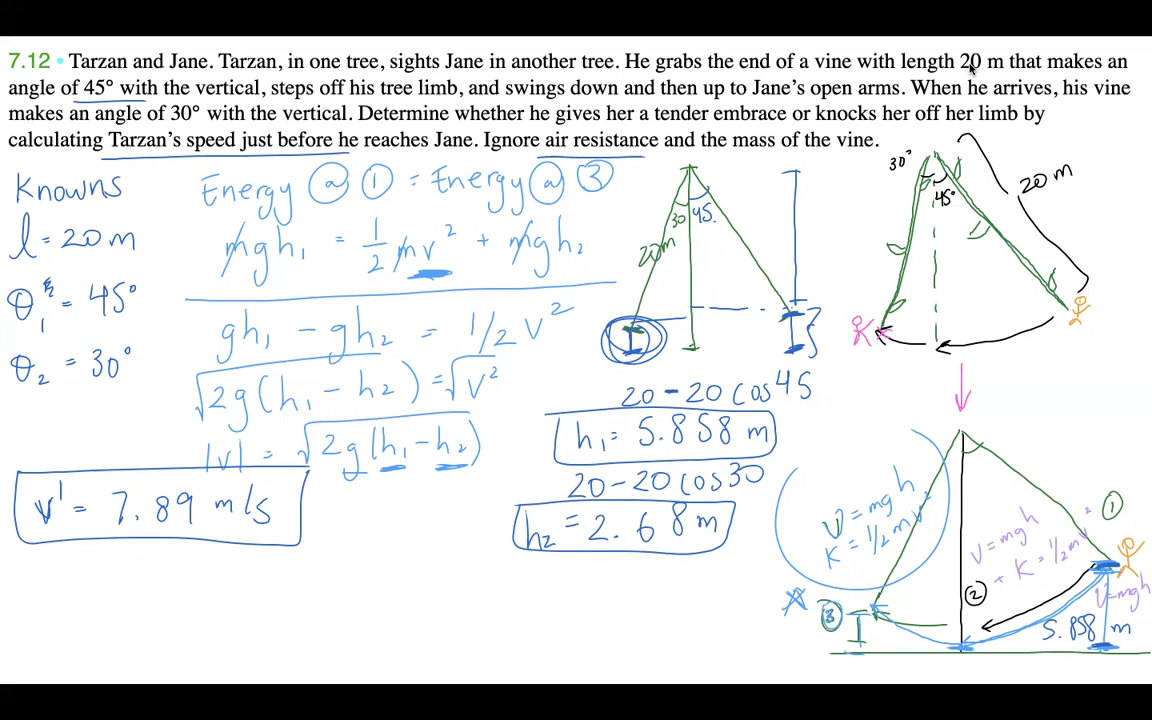 7.12 • Tarzan and Jane. Tarzan, in one tree, sights Jane in another tree. He grabs the end of a vine with length 20 m that makes an
angle of 45° with the vertical, steps off his tree limb, and swings down and then up to Jane's open arms. When he arrives, his vine
makes an angle of 30° with the vertical. Determine whether he gives her a tender embrace or knocks her off her limb by
calculating Tarzan's speed just before he reaches Jane. Ignore air resistance and the mass of the vine.
Knowns
l = 20 m
θ₁ = 45°
θ₂ = 30°
Energy @ ① = Energy @ ③
mgh₁ = 1/2 mv² + mgh₂
gh₁ - gh₂ = 1/2 v²
√2g(h₁ - h₂) = √v²
|v| = √2g(h₁ - h₂)
v = 7.89 m/s
30 45.
20m
20 - 20 cos 45
h₁ = 5.858 m
20 - 20 cos 30
h₂ = 2.68 m
30°
45°
20 m
U = mgh
K = 1/2 mv²
U = mgh
+ K = 1/2 mv²
①
②
③
U = mgh
5.858 m